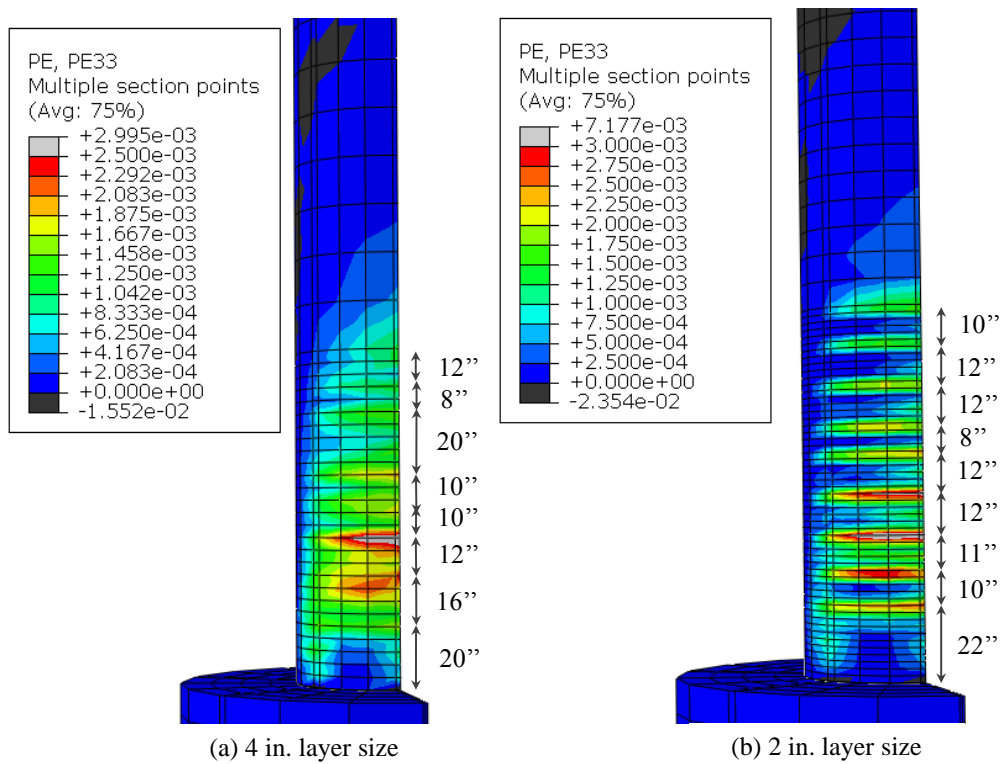 PE, PE33
Multiple section points
(Avg: 75%)
+2.995e-03
+2.500e-03
+2.292e-03
+2.083e-03
+1.875e-03
+1.667e-03
+1.458e-03
+1.250e-03
+1.042e-03
+8.333e-04
+6.250e-04
+4.167e-04
+2.083e-04
+0.000e+00
-1.552e-02
12’’
8’’
20’’
10’’
10’’
12’’
16’’
20’’
(a) 4 in. layer size
PE, PE33
Multiple section points
(Avg: 75%)
+7.177e-03
+3.000e-03
+2.750e-03
+2.500e-03
+2.250e-03
+2.000e-03
+1.750e-03
+1.500e-03
+1.250e-03
+1.000e-03
+7.500e-04
+5.000e-04
+2.500e-04
+0.000e+00
-2.354e-02
10’’
12’’
12’’
8’’
12’’
12’’
11’’
10’’
22’’
(b) 2 in. layer size